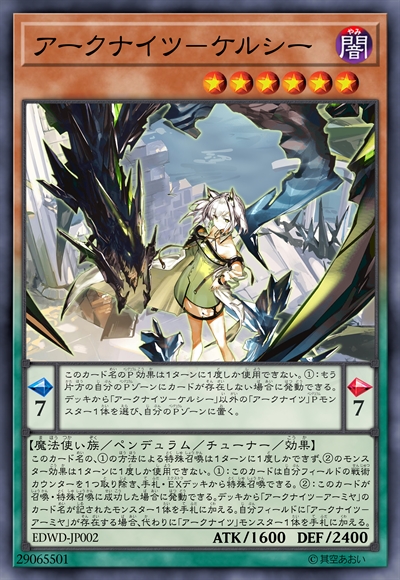 アークナイツ－ケルシー
闇
やみ
このカード名のP効果は1ターンに1度しか使用できない。①：もう
片方の自分のPゾーンにカードが存在しない場合に発動できる。
デッキから「アークナイツーケルシー」以外の「アークナイツ」Pモン
スター1体を選び、自分のPゾーンに置く。
7
7
【魔法使い族／ペンデュラム／チューナー／効果】
このカード名の、①の方法による特殊召喚は1ターンに1度しかできず、②のモン
スター効果は1ターンに1度しか使用できない。①：このカードは自分フィールドの戦術
カウンターを1つ取り除き、手札・EXデッキから特殊召喚できる。②：このカードが
召喚・特殊召喚に成功した場合に発動できる。デッキから「アークナイツーアーミヤ」の
カード名が記されたモンスター1体を手札に加える。自分フィールドに「アークナイツー
アーミヤ」が存在する場合、代わりに「アークナイツ」モンスター1体を手札に加える。
EDWD-JP002
ATK/1600 DEF/2400
29065501
©其空あおい